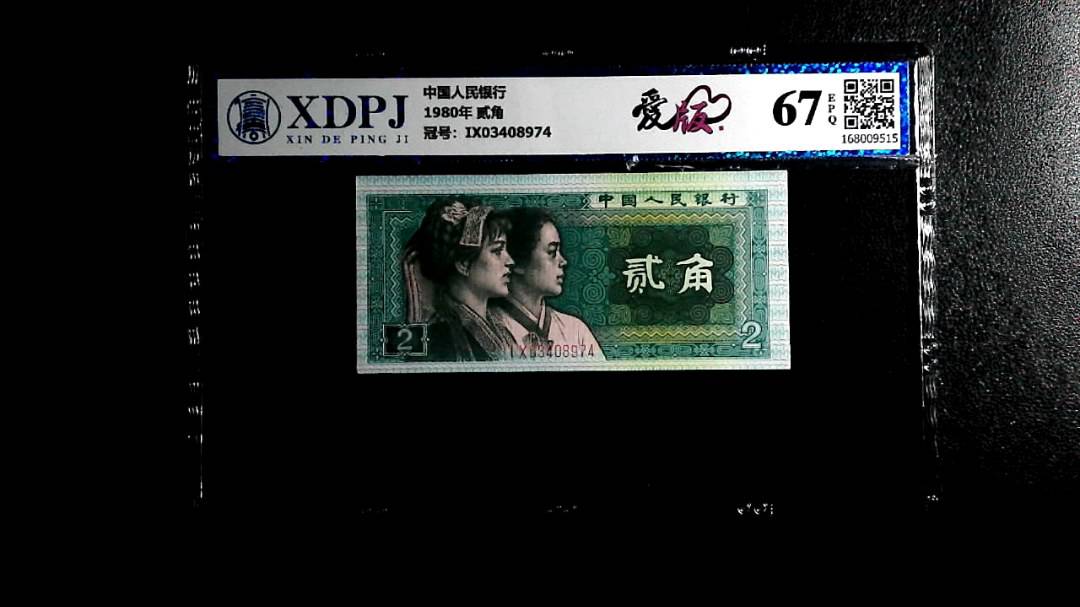 XDPJ
XIN DE PING JI
中国人民银行
1980年 贰角
冠号：IX03408974
爱版
67
EPQ
168009515
中国人民银行
贰角
2
2
IX03408974